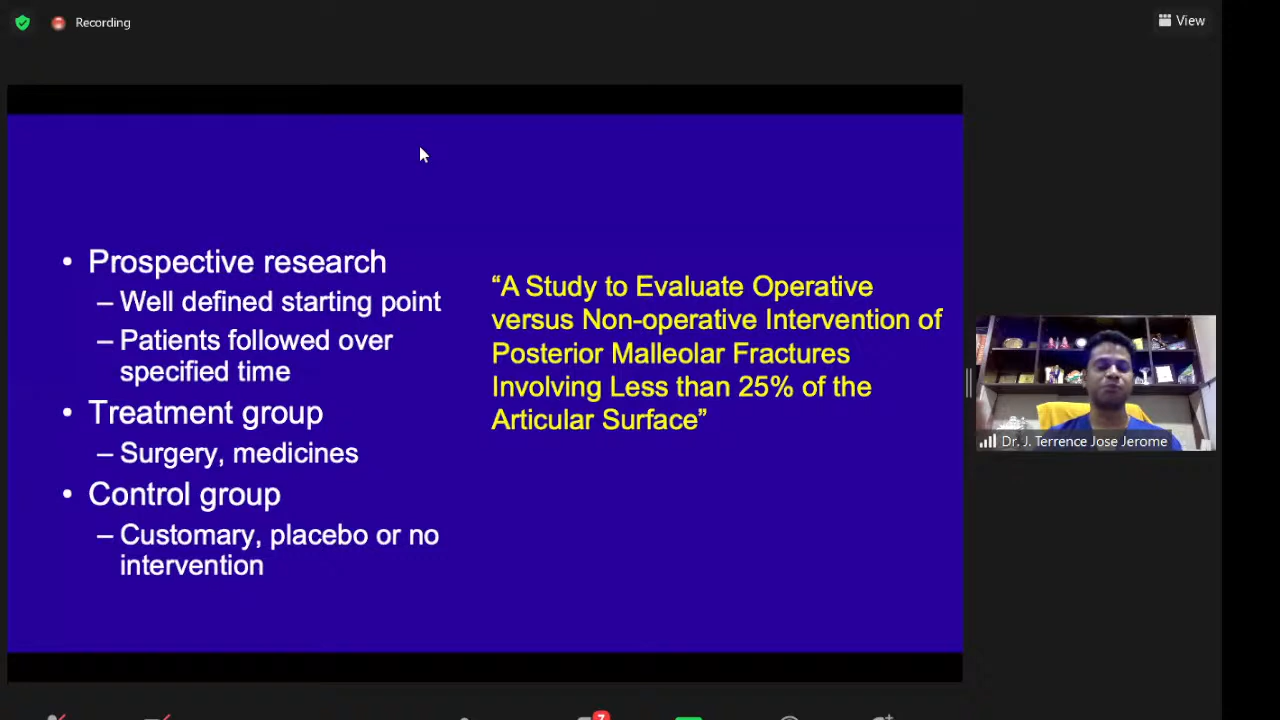 Recording
View
• Prospective research
– Well defined starting point
– Patients followed over
specified time
• Treatment group
– Surgery, medicines
• Control group
– Customary, placebo or no
intervention
“A Study to Evaluate Operative
versus Non-operative Intervention of
Posterior Malleolar Fractures
Involving Less than 25% of the
Articular Surface”
Dr. J. Terrence Jose Jerome
7